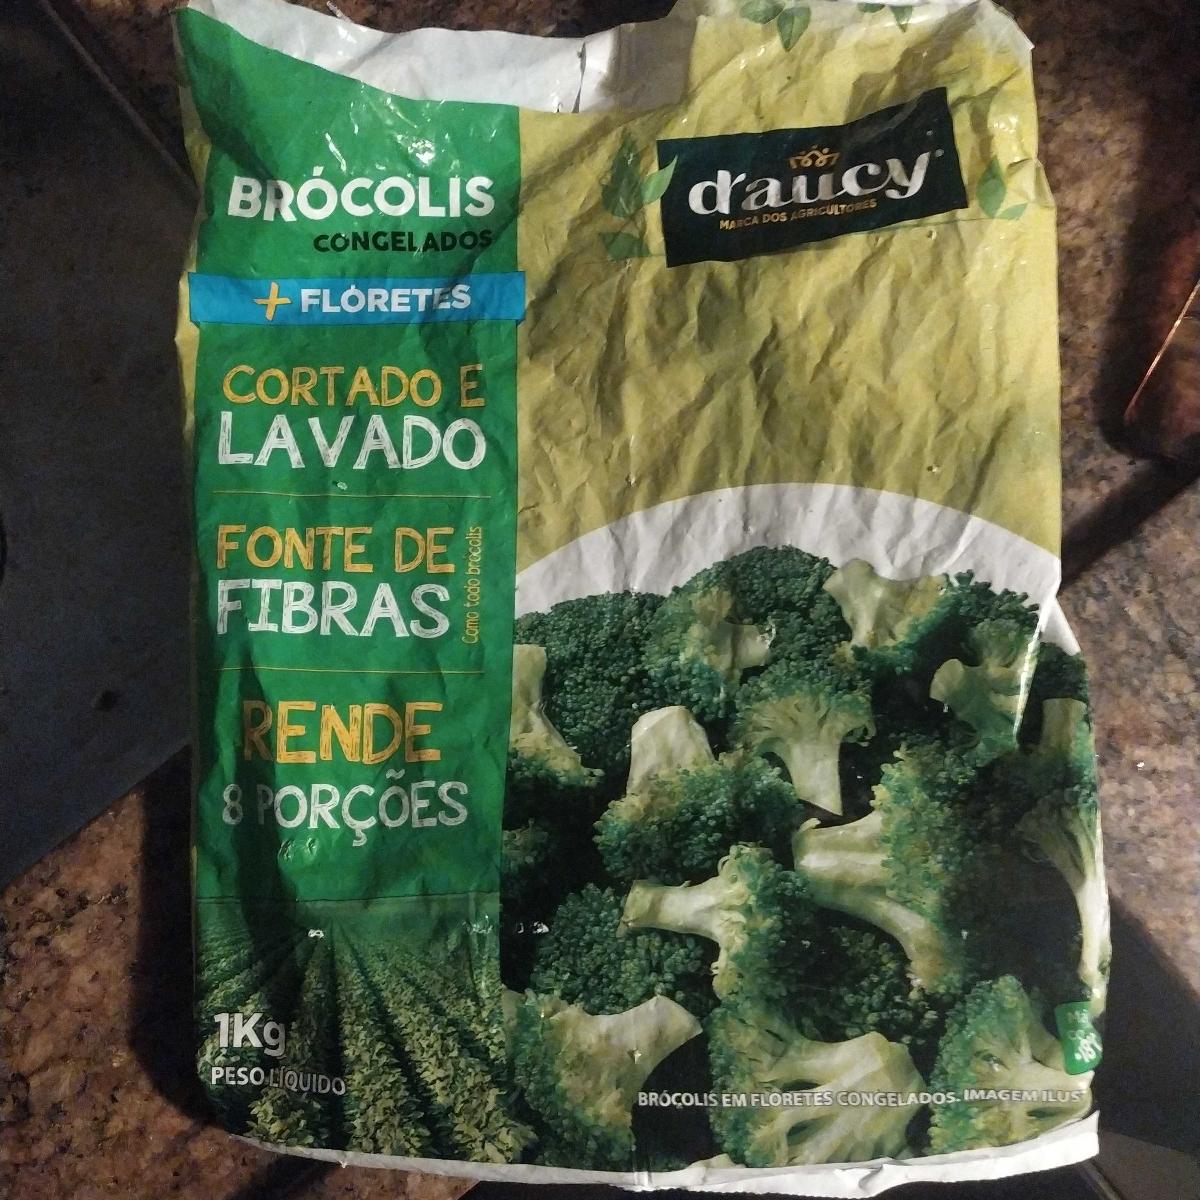 BRÓCOLIS
CONGELADOS
+ FLORETES
CORTADO E
LAVADO
FONTE DE
FIBRAS
Como todo brócolis
RENDE
8 PORÇÕES
1Kg
PESO LÍQUIDO
d'aucy
MARCA DOS AGRICULTORES
BRÓCOLIS EM FLORETES CONGELADOS. IMAGEM